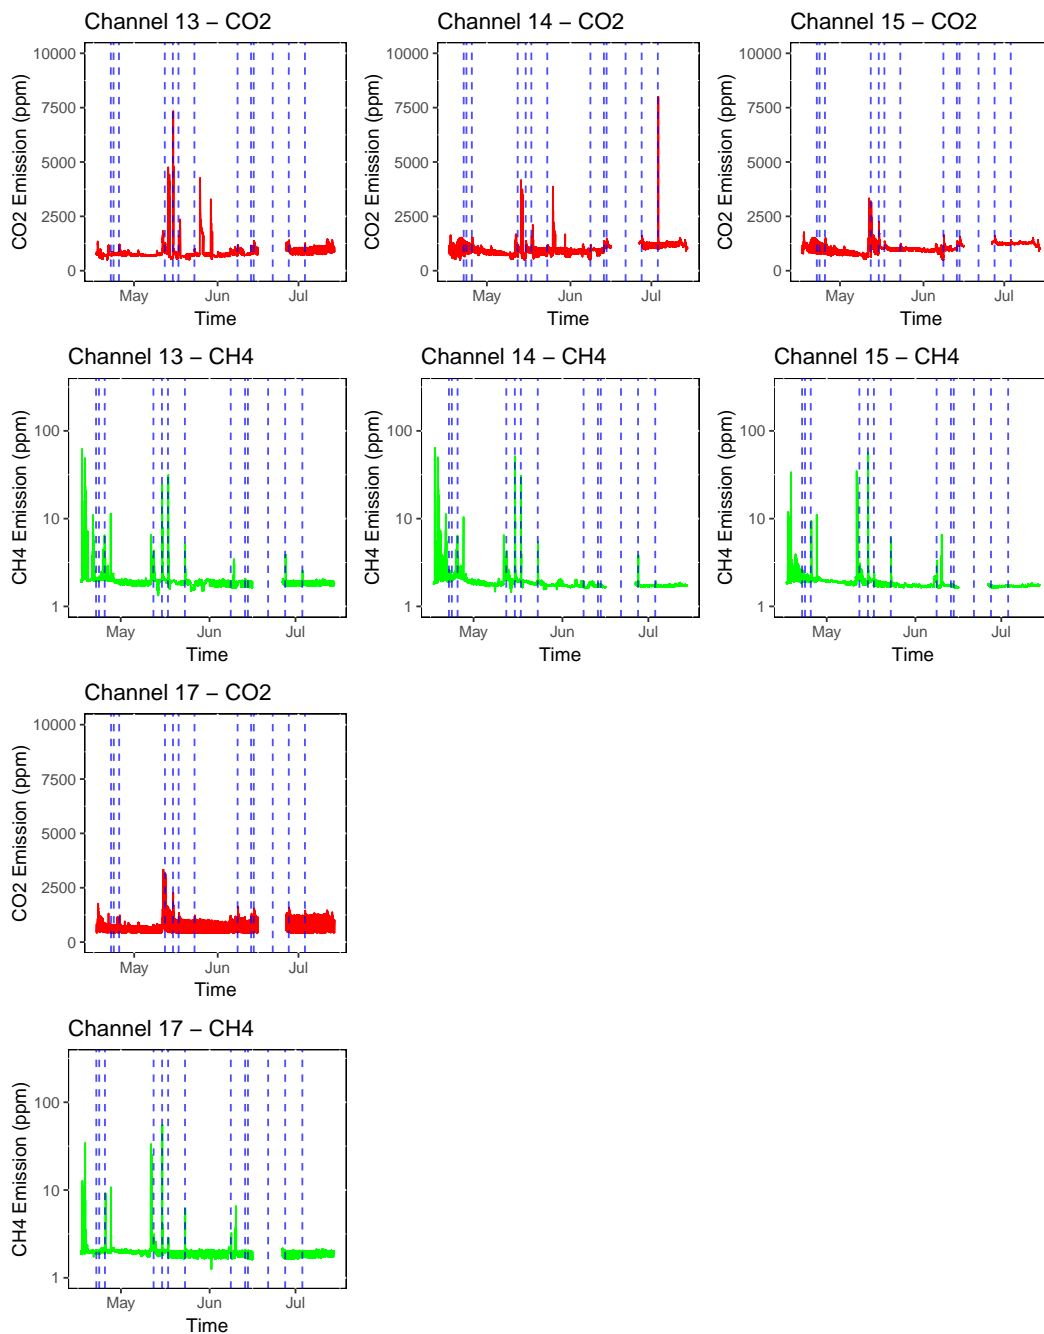 Channel 13 − CO2
CO2 Emission (ppm)
10000
7500
5000
2500
0
May
Jun
Jul
Time
Channel 14 − CO2
CO2 Emission (ppm)
10000
7500
5000
2500
0
May
Jun
Jul
Time
Channel 15 − CO2
CO2 Emission (ppm)
10000
7500
5000
2500
0
May
Jun
Jul
Time
Channel 13 − CH4
CH4 Emission (ppm)
100
10
1
May
Jun
Jul
Time
Channel 14 − CH4
CH4 Emission (ppm)
100
10
1
May
Jun
Jul
Time
Channel 15 − CH4
CH4 Emission (ppm)
100
10
1
May
Jun
Jul
Time
Channel 17 − CO2
CO2 Emission (ppm)
10000
7500
5000
2500
0
May
Jun
Jul
Time
Channel 17 − CH4
CH4 Emission (ppm)
100
10
1
May
Jun
Jul
Time